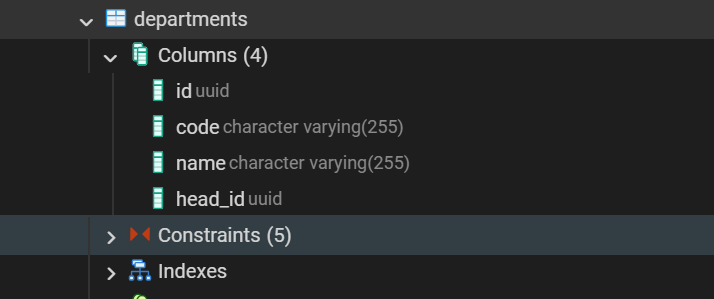 departments
Columns (4)
id uuid
code character varying(255)
name character varying(255)
head_id uuid
Constraints (5)
Indexes